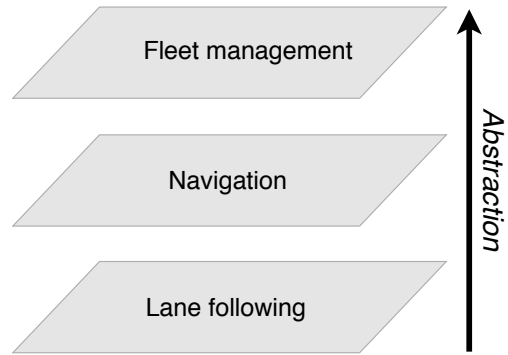 Fleet management
Navigation
Lane following
Abstraction